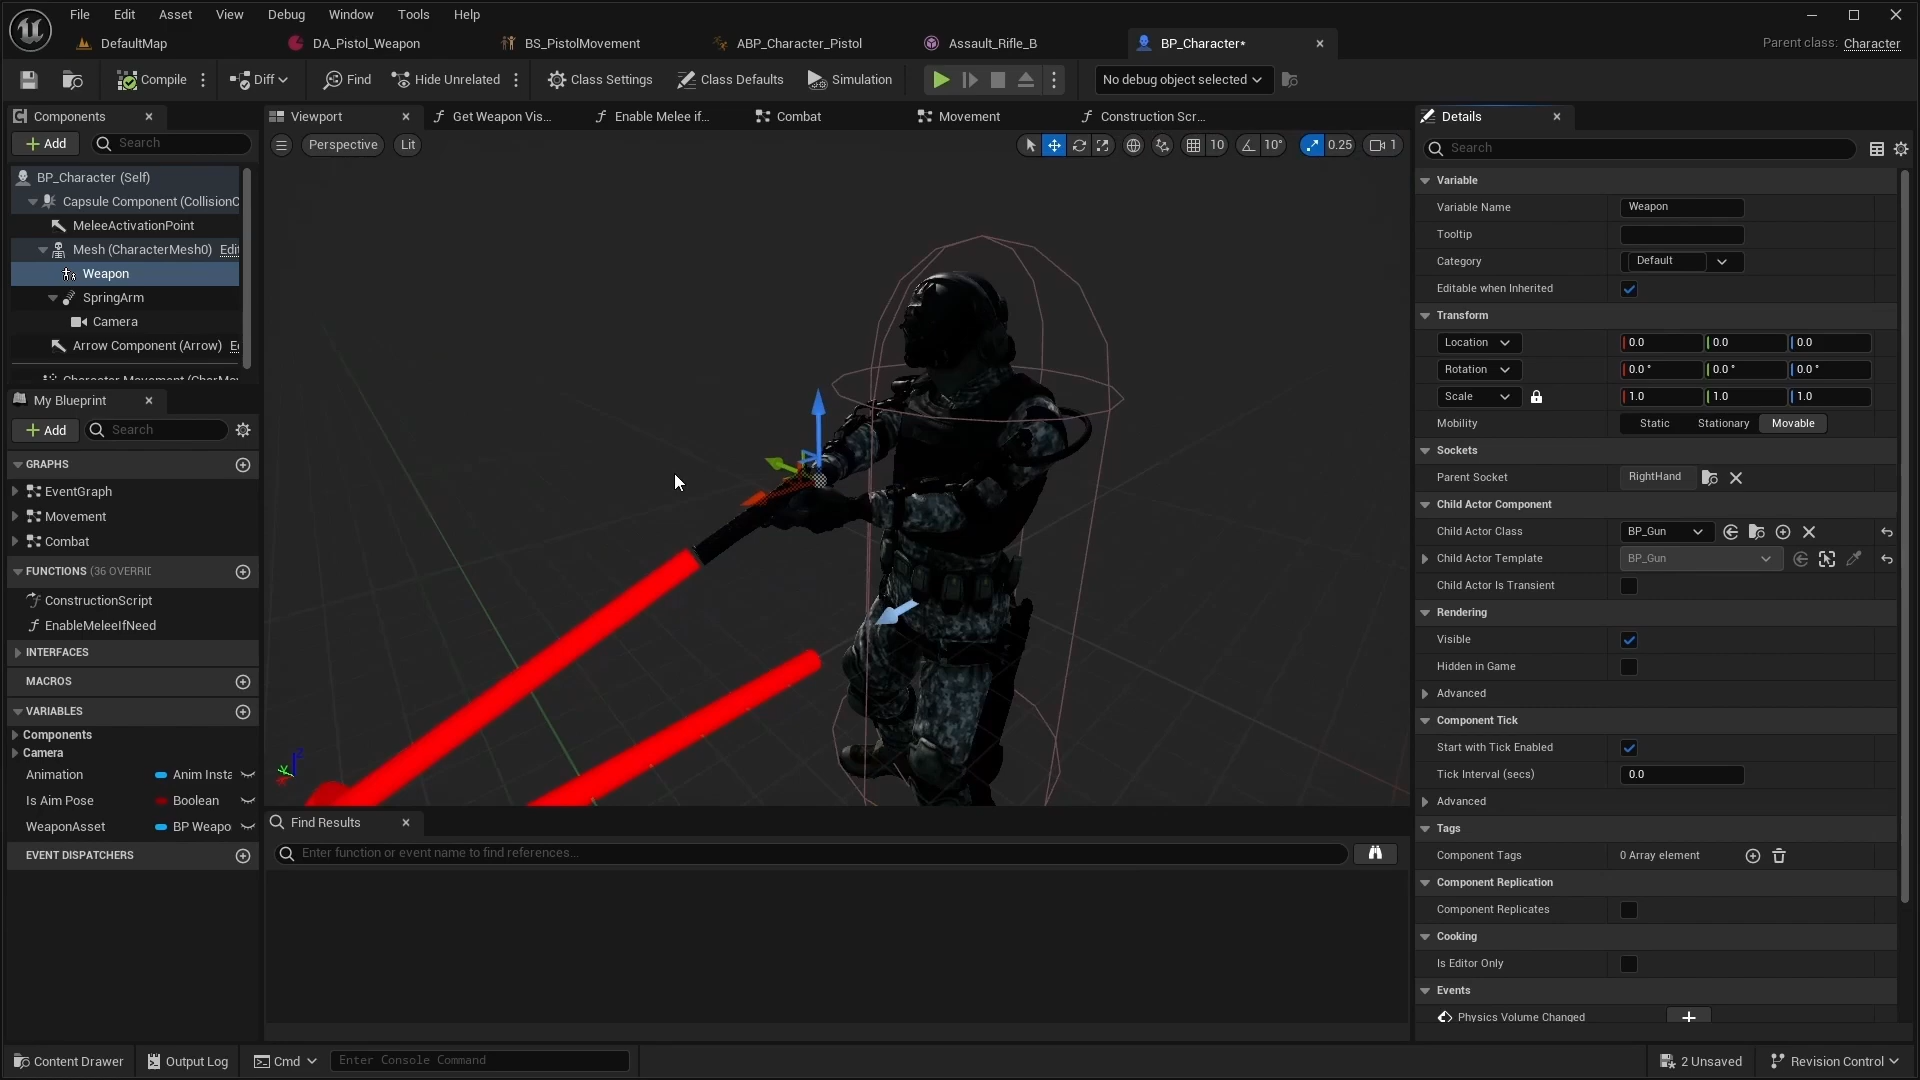 File Edit Asset View Debug Window Tools Help
DefaultMap DA_Pistol_Weapon BS_PistolMovement ABP_Character_Pistol Assault_Rifle_B BP_Character* Parent class: Character
Compile Diff Find Hide Unrelated Class Settings Class Defaults Simulation No debug object selected
Components Viewport Get Weapon Vis... Enable Melee if... Combat Movement Construction Scr... Details
Add Search Perspective Lit 10 10° 0.25 1 Search
BP_Character (Self)
Capsule Component (CollisionC
MeleeActivationPoint
Mesh (CharacterMesh0) Edit
Weapon
SpringArm
Camera
Arrow Component (Arrow)
My Blueprint
Add Search
GRAPHS
EventGraph
Movement
Combat
FUNCTIONS (36 OVERRID
ConstructionScript
EnableMeleeIfNeed
INTERFACES
MACROS
VARIABLES
Components
Camera
Animation Anim Insta
Is Aim Pose Boolean
WeaponAsset BP Weapo
EVENT DISPATCHERS
Find Results
Enter function or event name to find references...
Variable
Variable Name Weapon
Tooltip
Category Default
Editable when Inherited
Transform
Location 0.0 0.0 0.0
Rotation 0.0° 0.0° 0.0°
Scale 1.0 1.0 1.0
Mobility Static Stationary Movable
Sockets
Parent Socket RightHand
Child Actor Component
Child Actor Class BP_Gun
Child Actor Template BP_Gun
Child Actor Is Transient
Rendering
Visible
Hidden in Game
Advanced
Component Tick
Start with Tick Enabled
Tick Interval (secs) 0.0
Advanced
Tags
Component Tags 0 Array element
Component Replication
Component Replicates
Cooking
Is Editor Only
Events
Physics Volume Changed
Content Drawer Output Log Cmd Enter Console Command 2 Unsaved Revision Control